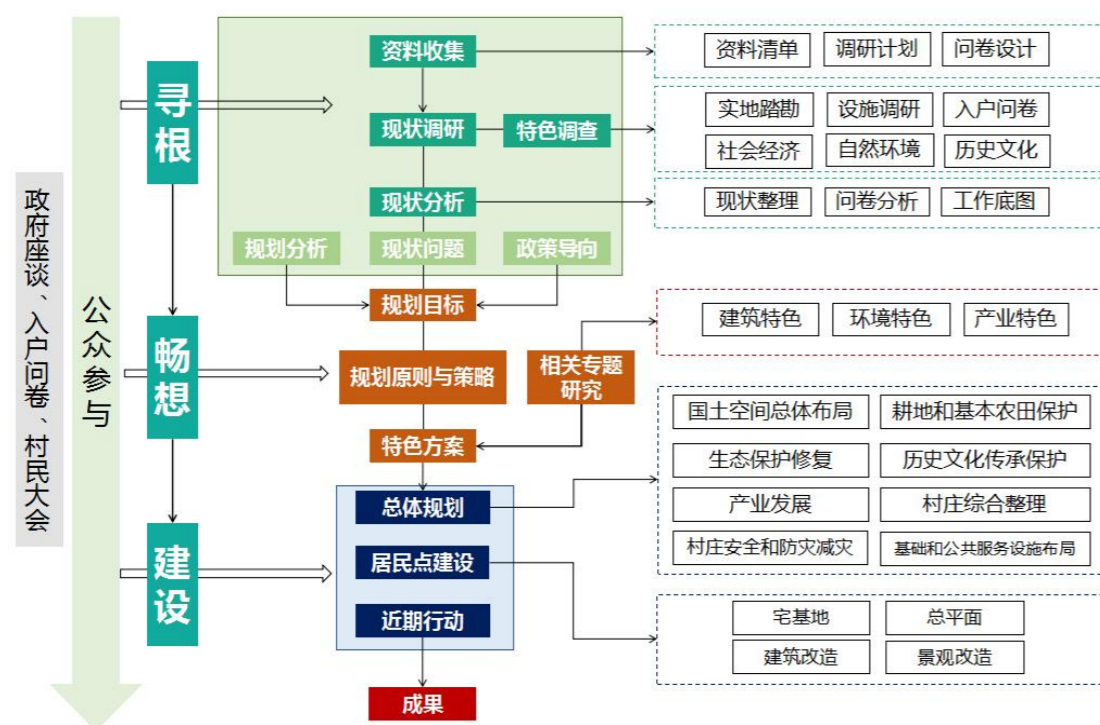 政府座谈、入户问卷、村民大会
公众参与
寻根
畅想
建设
资料收集
现状调研
特色调查
现状分析
规划分析
现状问题
政策导向
规划目标
规划原则与策略
相关专题
研究
特色方案
总体规划
居民点建设
近期行动
成果
资料清单
调研计划
问卷设计
实地踏勘
设施调研
入户问卷
社会经济
自然环境
历史文化
现状整理
问卷分析
工作底图
建筑特色
环境特色
产业特色
国土空间总体布局
耕地和基本农田保护
生态保护修复
历史文化传承保护
产业发展
村庄综合整理
村庄安全和防灾减灾
基础和公共服务设施布局
宅基地
总平面
建筑改造
景观改造